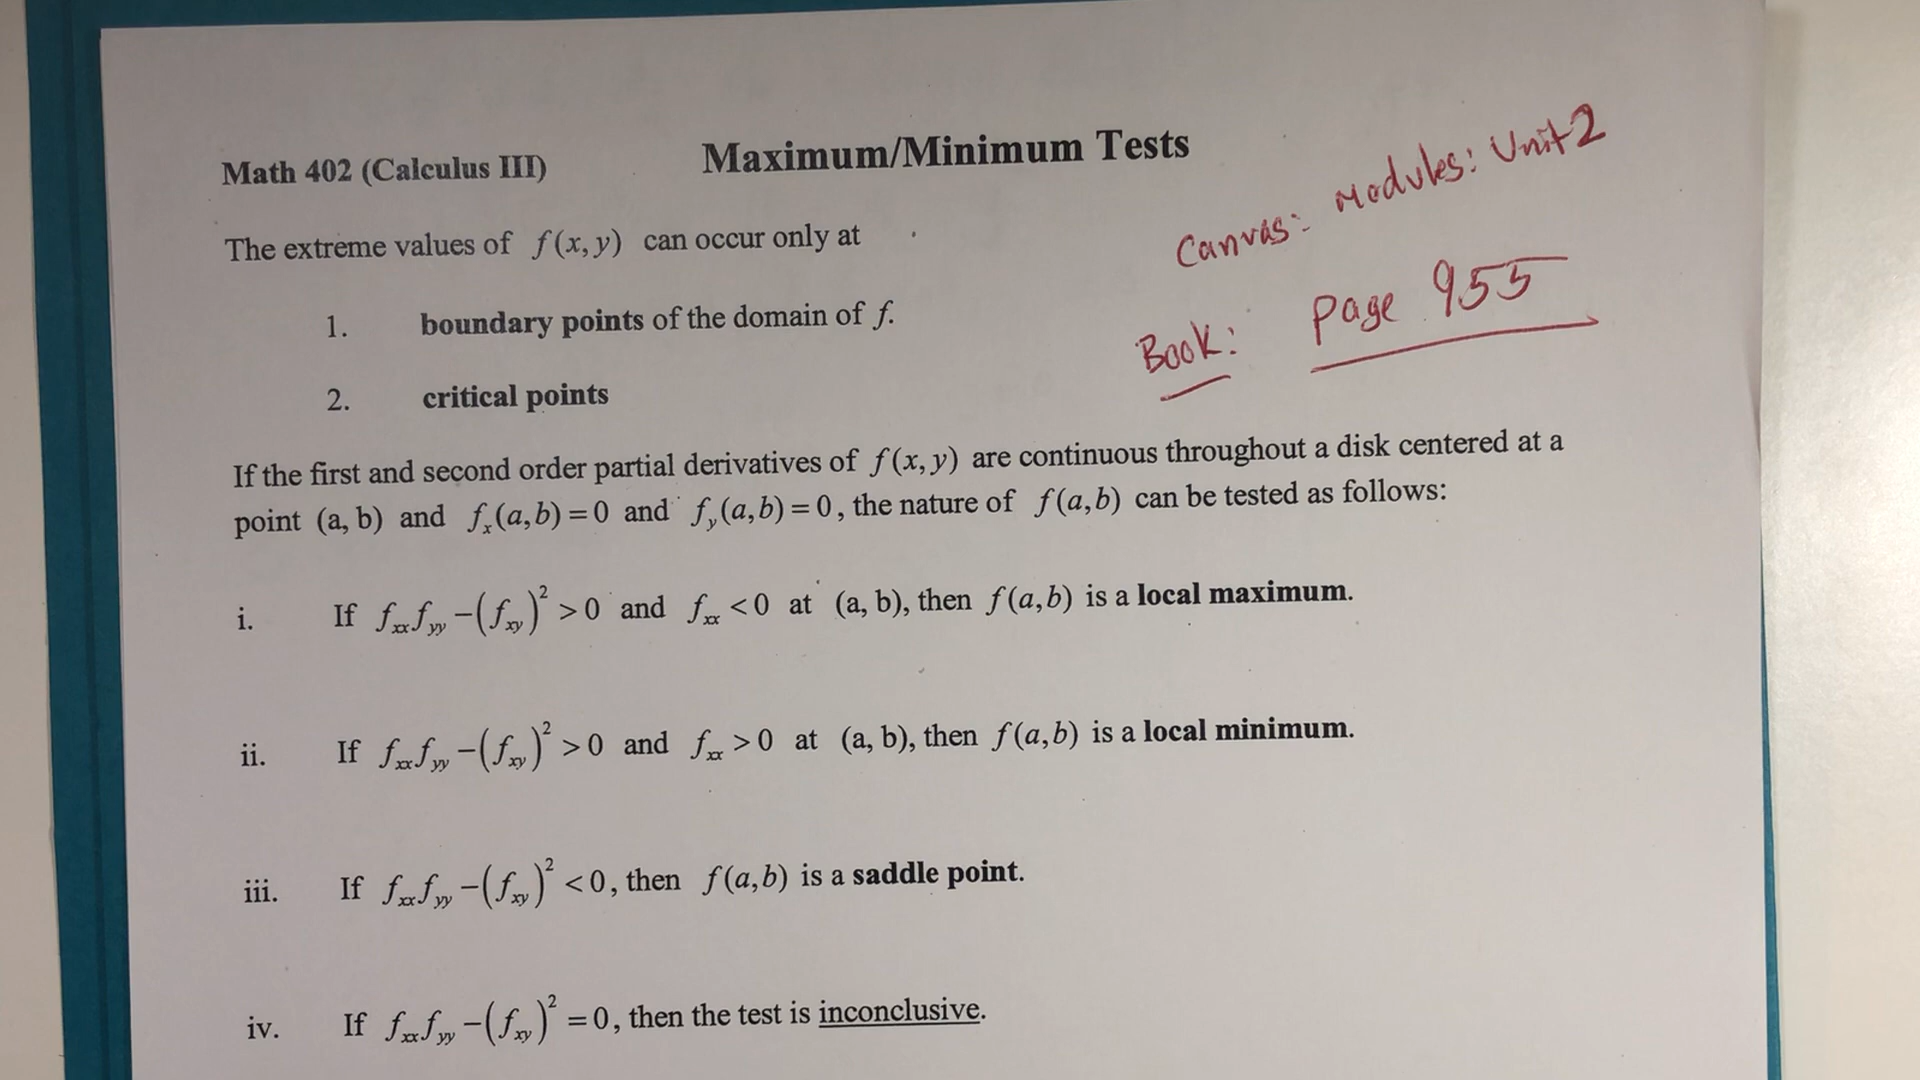 Math 402 (Calculus III)
Maximum/Minimum Tests
Canvas: Modules: Unit 2
The extreme values of f(x, y) can occur only at
Book: Page 955
1. boundary points of the domain of f.
2. critical points
If the first and second order partial derivatives of f(x, y) are continuous throughout a disk centered at a
point (a, b) and fₓ(a,b) = 0 and f_y(a,b) = 0, the nature of f(a,b) can be tested as follows:
i. If f_xx f_yy − (f_xy)² > 0 and f_xx < 0 at (a, b), then f(a,b) is a local maximum.
ii. If f_xx f_yy − (f_xy)² > 0 and f_xx > 0 at (a, b), then f(a,b) is a local minimum.
iii. If f_xx f_yy − (f_xy)² < 0, then f(a,b) is a saddle point.
iv. If f_xx f_yy − (f_xy)² = 0, then the test is inconclusive.